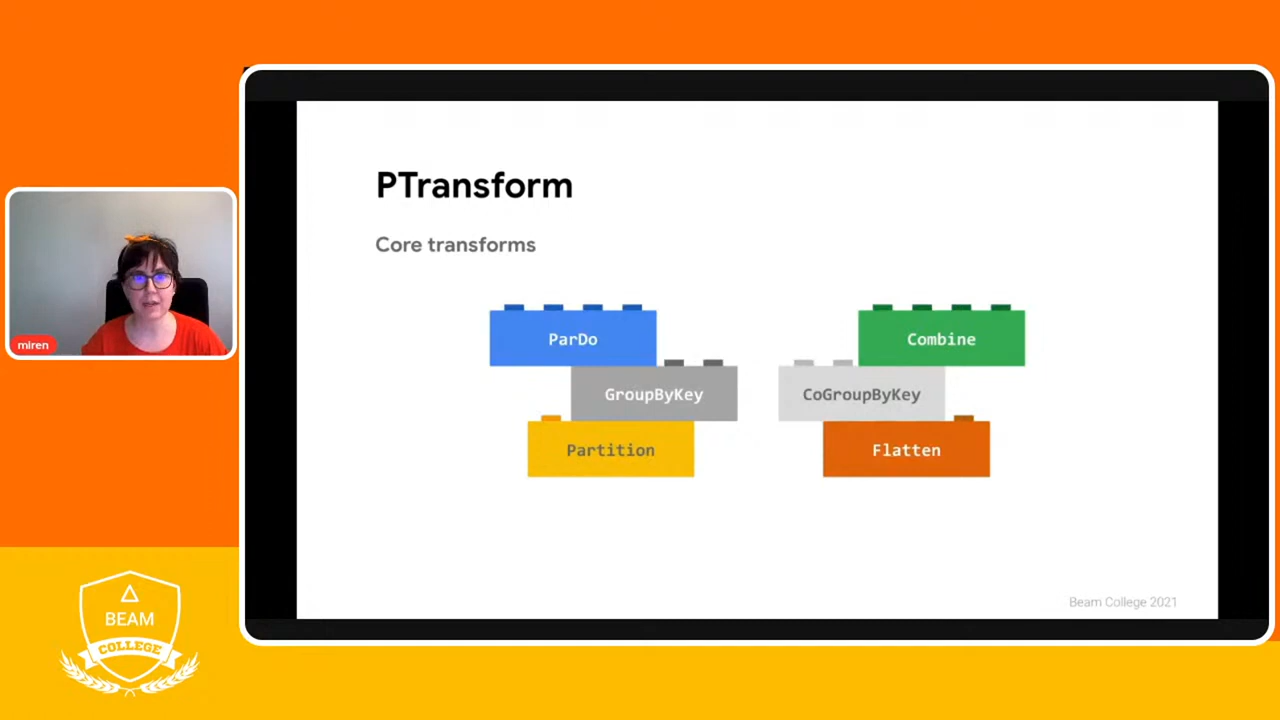 PTransform
Core transforms
ParDo
Combine
GroupByKey
CoGroupByKey
Partition
Flatten
miren
Beam College 2021
BEAM
COLLEGE